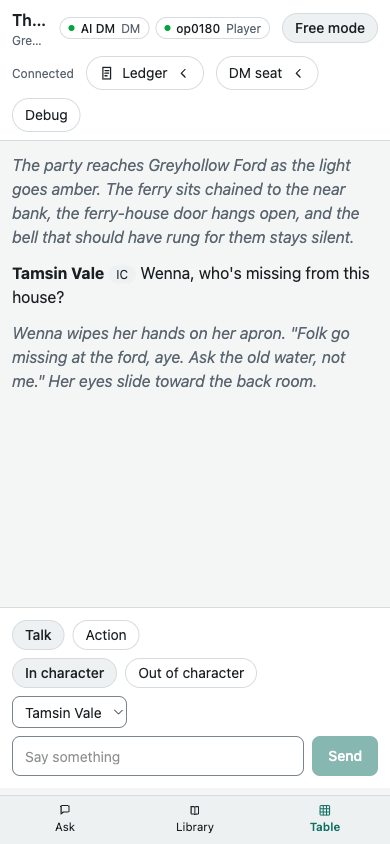 Th...
Gre...
AI DM DM
op0180 Player
Free mode
Connected
Ledger
DM seat
Debug
The party reaches Greyhollow Ford as the light
goes amber. The ferry sits chained to the near
bank, the ferry-house door hangs open, and the
bell that should have rung for them stays silent.
Tamsin Vale IC Wenna, who's missing from this
house?
Wenna wipes her hands on her apron. "Folk go
missing at the ford, aye. Ask the old water, not
me." Her eyes slide toward the back room.
Talk
Action
In character
Out of character
Tamsin Vale
Say something
Send
Ask
Library
Table